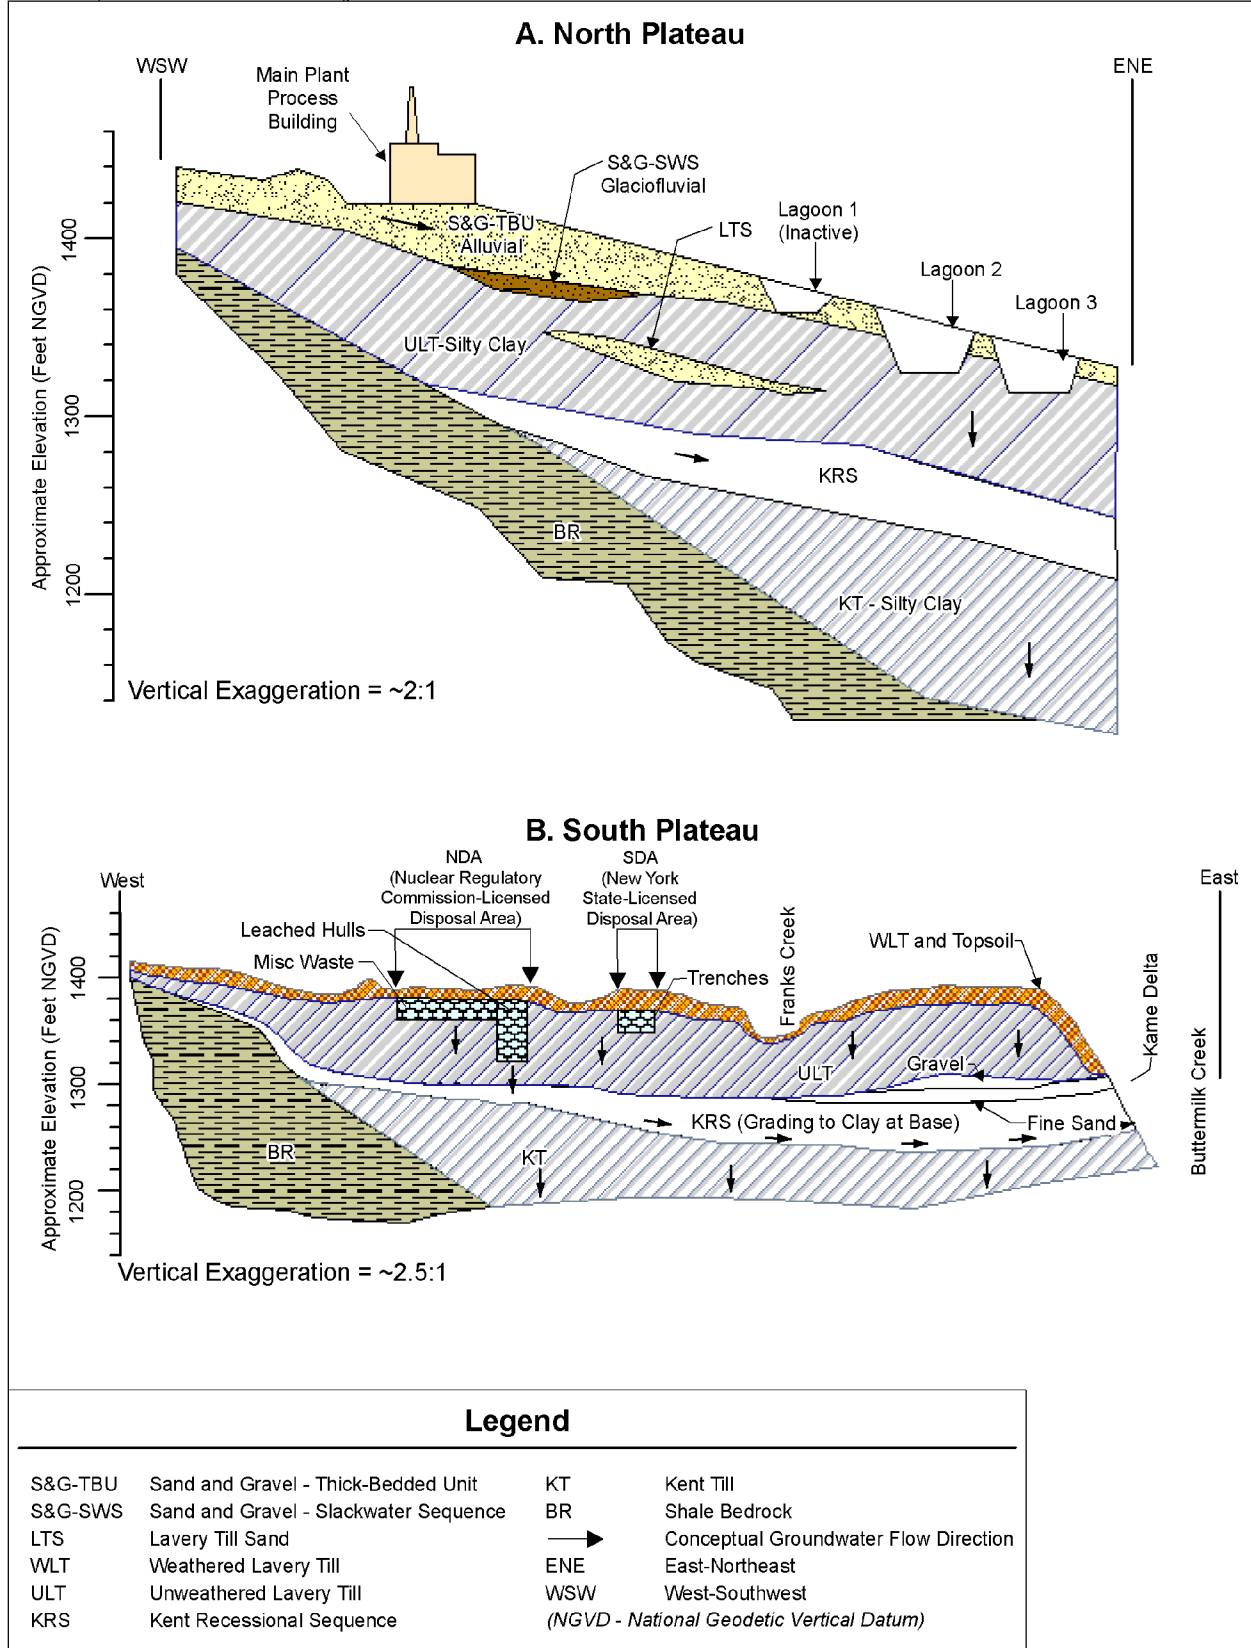 A. North Plateau
WSW
ENE
Main Plant
Process
Building
S&G-SWS
Glaciofluvial
S&G-TBU
Alluvial
LTS
Lagoon 1
(Inactive)
Lagoon 2
Lagoon 3
Approximate Elevation (Feet NGVD)
1400
1300
1200
ULT-Silty Clay
KRS
BR
KT - Silty Clay
Vertical Exaggeration = ~2:1
B. South Plateau
West
East
NDA
(Nuclear Regulatory
Commission-Licensed
Disposal Area)
SDA
(New York
State-Licensed
Disposal Area)
Leached Hulls
Misc Waste
Trenches
Franks Creek
WLT and Topsoil
Kame Delta
Buttermilk Creek
Approximate Elevation (Feet NGVD)
1400
1300
1200
ULT
Gravel
KRS (Grading to Clay at Base)
Fine Sand
BR
KT
Vertical Exaggeration = ~2.5:1
Legend
S&G-TBU Sand and Gravel - Thick-Bedded Unit
S&G-SWS Sand and Gravel - Slackwater Sequence
LTS Lavery Till Sand
WLT Weathered Lavery Till
ULT Unweathered Lavery Till
KRS Kent Recessional Sequence
KT Kent Till
BR Shale Bedrock
Conceptual Groundwater Flow Direction
ENE East-Northeast
WSW West-Southwest
(NGVD - National Geodetic Vertical Datum)